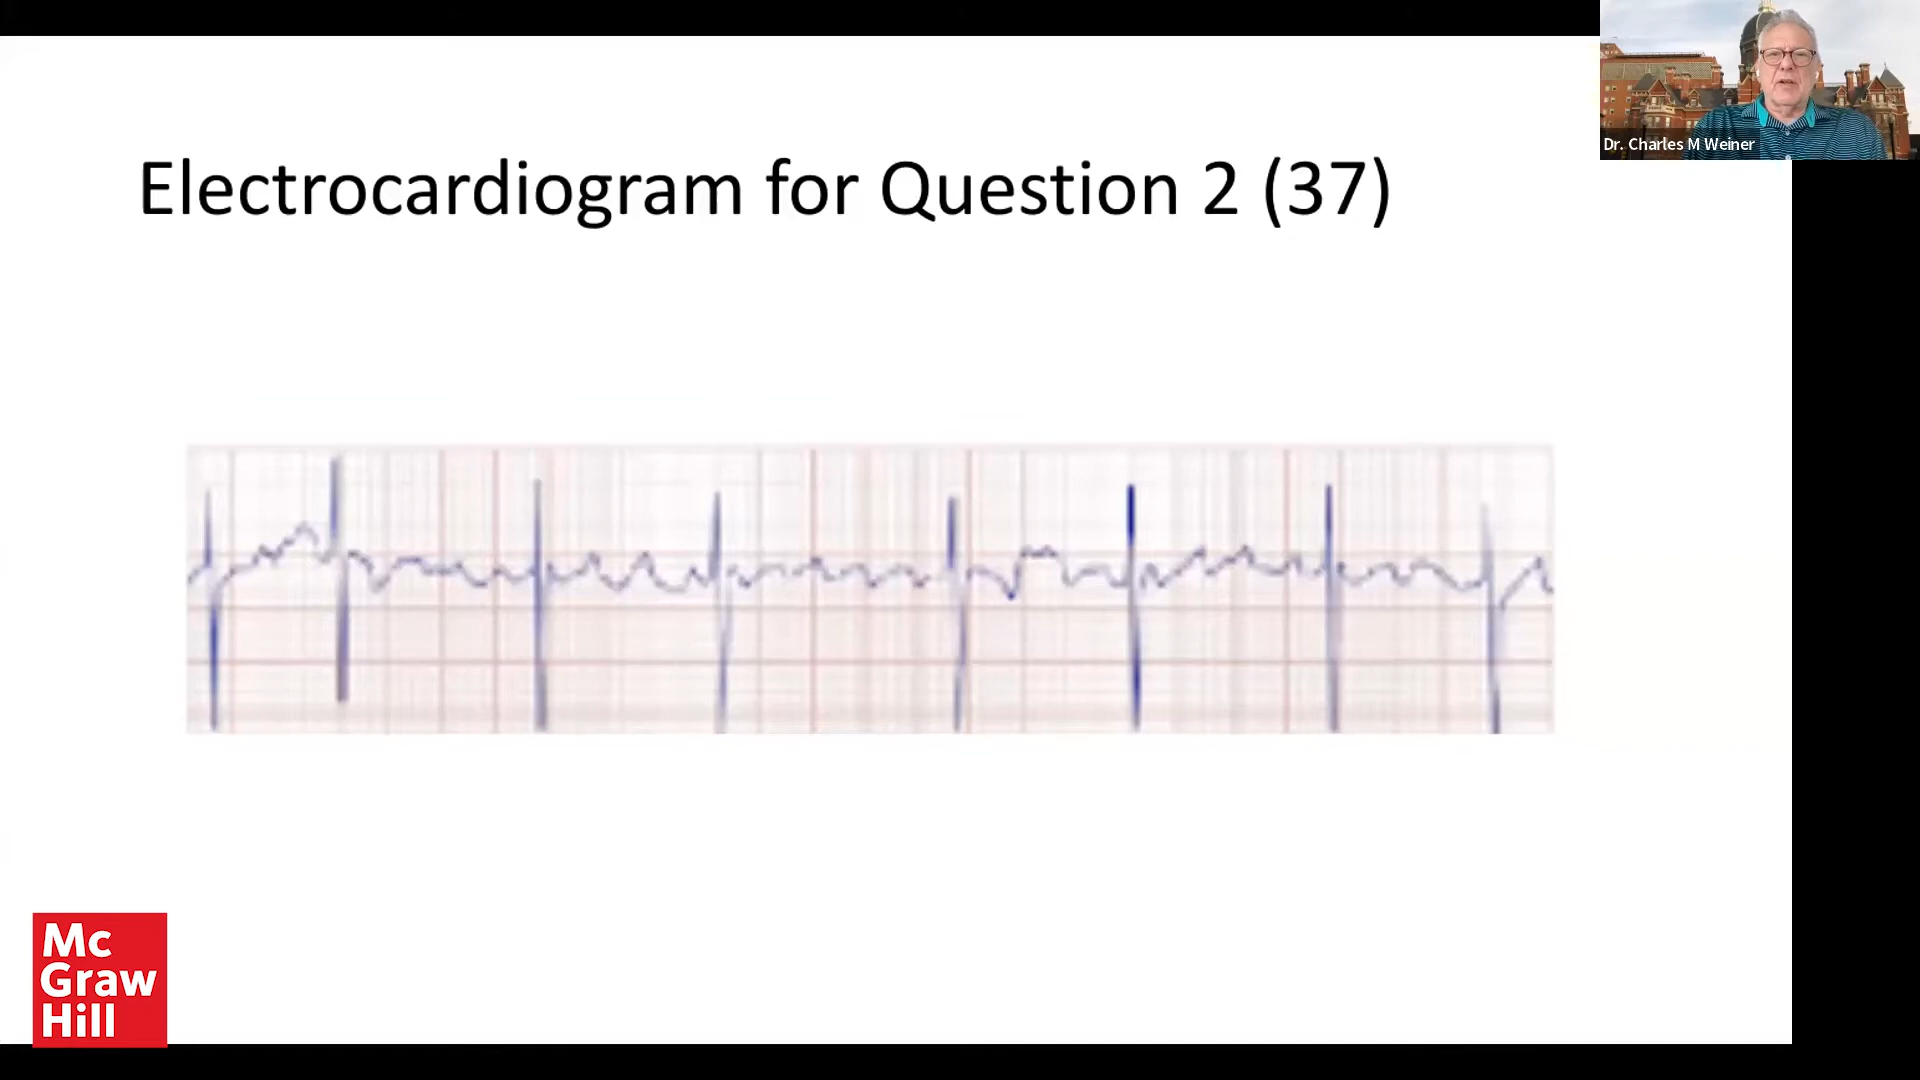 Electrocardiogram for Question 2 (37)
Dr. Charles M Weiner
Mc
Graw
Hill